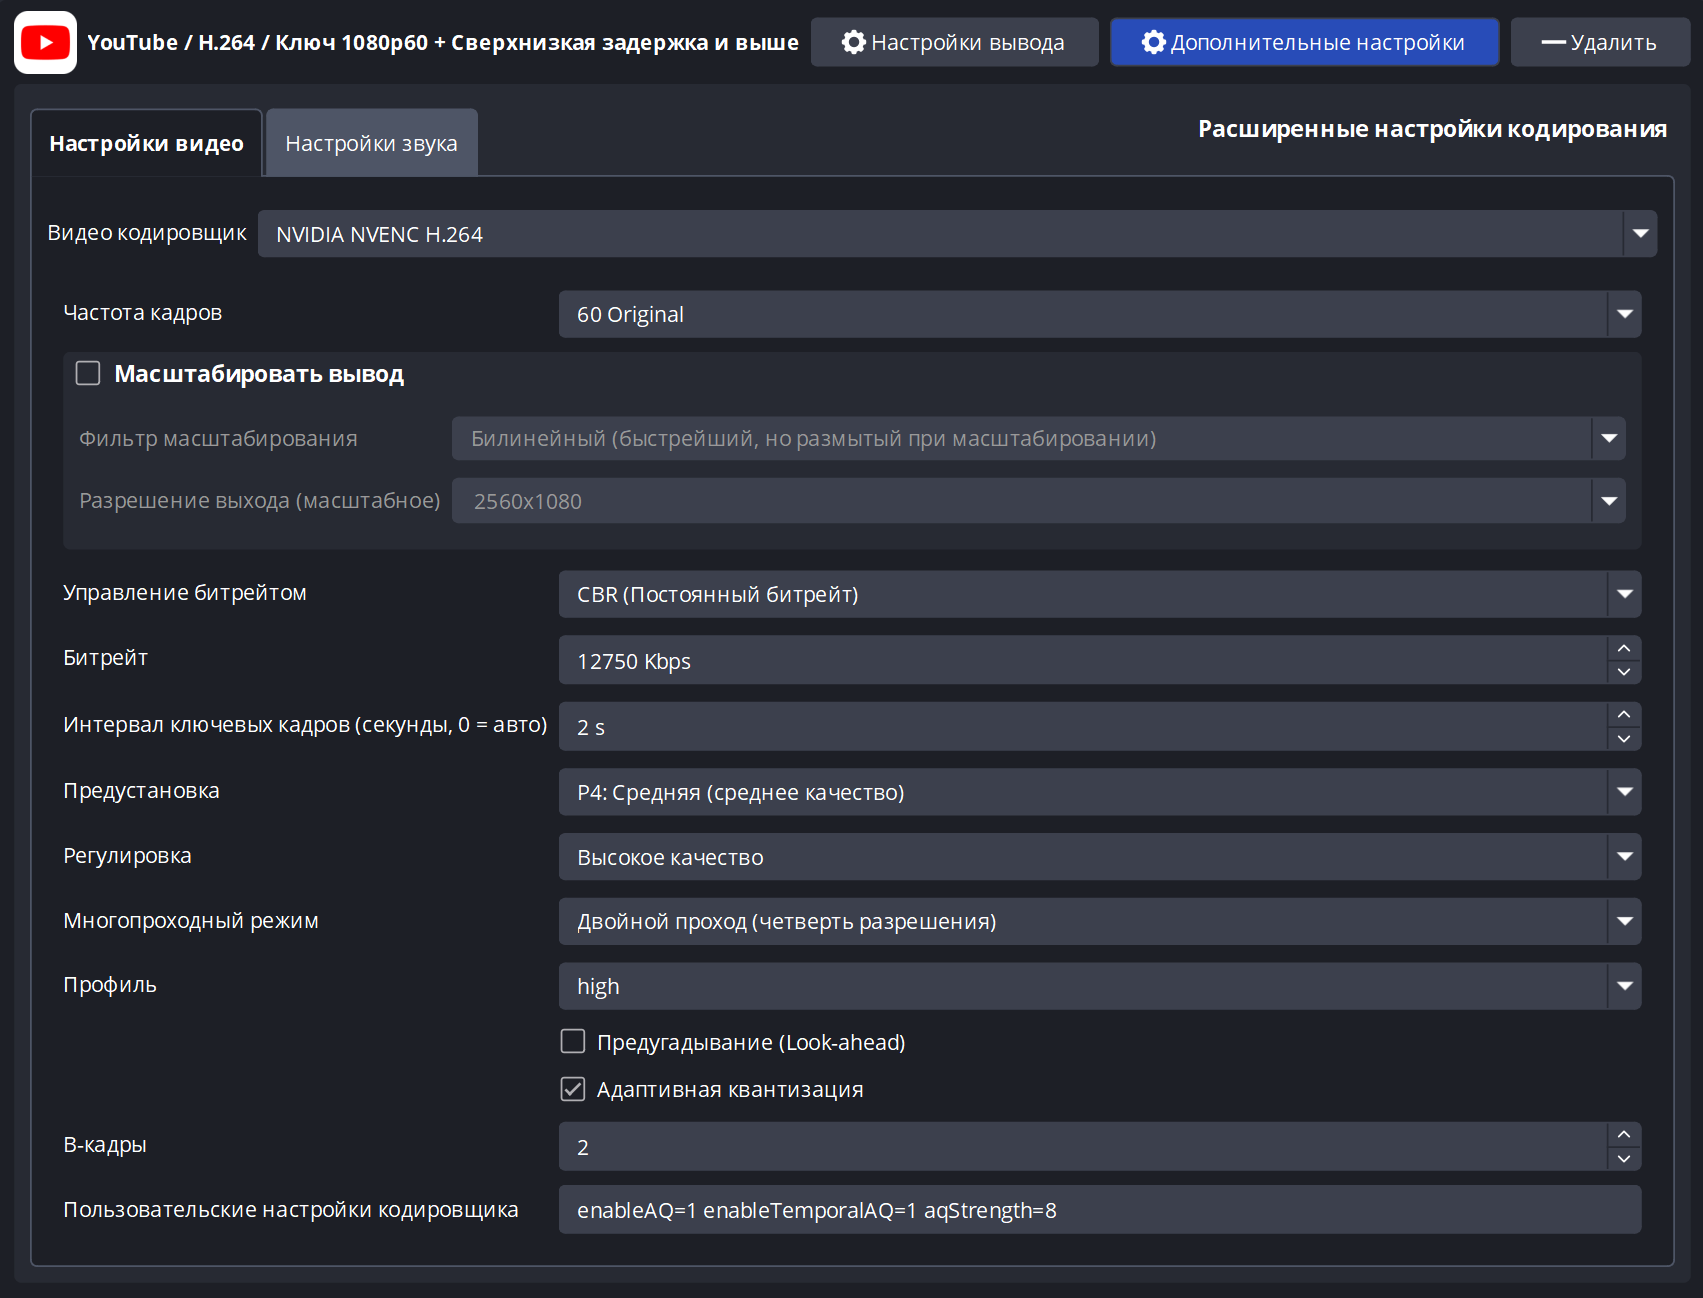 YouTube / H.264 / Ключ 1080p60 + Сверхнизкая задержка и выше
Настройки вывода
Дополнительные настройки
Удалить
Настройки видео
Настройки звука
Расширенные настройки кодирования
Видео кодировщик
NVIDIA NVENC H.264
Частота кадров
60 Original
Масштабировать вывод
Фильтр масштабирования
Билинейный (быстрейший, но размытый при масштабировании)
Разрешение выхода (масштабное)
2560x1080
Управление битрейтом
CBR (Постоянный битрейт)
Битрейт
12750 Kbps
Интервал ключевых кадров (секунды, 0 = авто)
2 s
Предустановка
P4: Средняя (среднее качество)
Регулировка
Высокое качество
Многопроходный режим
Двойной проход (четверть разрешения)
Профиль
high
Предугадывание (Look-ahead)
Адаптивная квантизация
B-кадры
2
Пользовательские настройки кодировщика
enableAQ=1 enableTemporalAQ=1 aqStrength=8